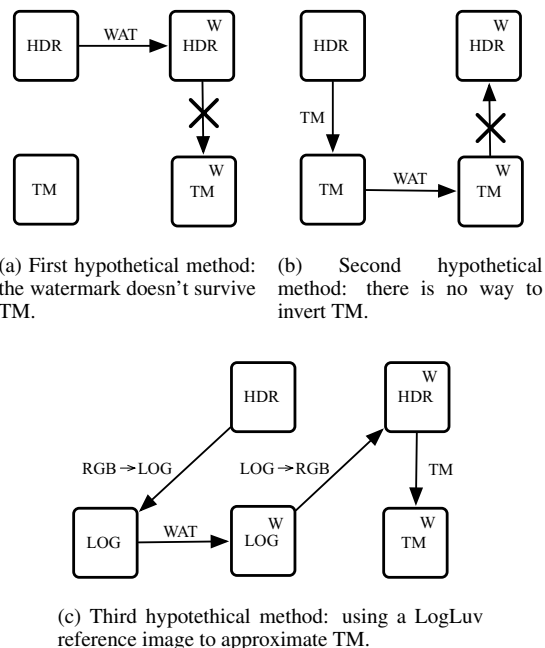 HDR
WAT
W
HDR
TM
W
TM
HDR
W
HDR
TM
TM
WAT
W
TM
(a) First hypothetical method:
the watermark doesn't survive
TM.
(b) Second hypothetical
method: there is no way to
invert TM.
HDR
W
HDR
RGB→LOG
LOG→RGB
TM
LOG
WAT
W
LOG
W
TM
(c) Third hypotethical method: using a LogLuv
reference image to approximate TM.